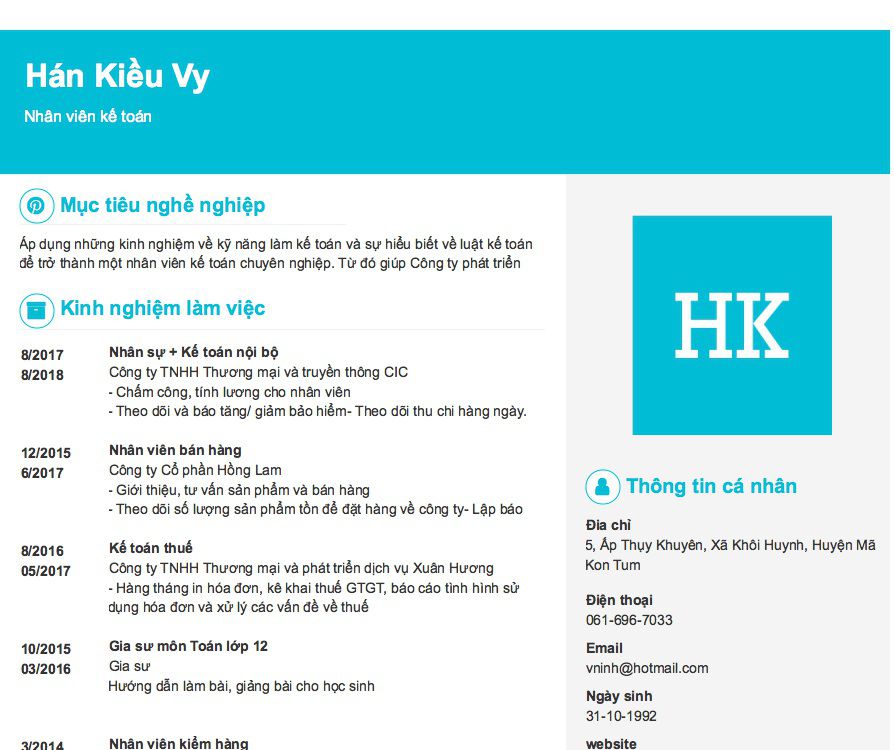 Hán Kiều Vy
Nhân viên kế toán
Mục tiêu nghề nghiệp
Áp dụng những kinh nghiệm về kỹ năng làm kế toán và sự hiểu biết về luật kế toán
để trở thành một nhân viên kế toán chuyên nghiệp. Từ đó giúp Công ty phát triển
Kinh nghiệm làm việc
8/2017
8/2018
Nhân sự + Kế toán nội bộ
Công ty TNHH Thương mại và truyền thông CIC
- Chấm công, tính lương cho nhân viên
- Theo dõi và báo tăng/ giảm bảo hiểm- Theo dõi thu chi hàng ngày.
12/2015
6/2017
Nhân viên bán hàng
Công ty Cổ phần Hồng Lam
- Giới thiệu, tư vấn sản phẩm và bán hàng
- Theo dõi số lượng sản phẩm tồn để đặt hàng về công ty- Lập báo
8/2016
05/2017
Kế toán thuế
Công ty TNHH Thương mại và phát triển dịch vụ Xuân Hương
- Hàng tháng in hóa đơn, kê khai thuế GTGT, báo cáo tình hình sử
dụng hóa đơn và xử lý các vấn đề về thuế
10/2015
03/2016
Gia sư môn Toán lớp 12
Gia sư
Hướng dẫn làm bài, giảng bài cho học sinh
3/2014
Nhân viên kiểm hàng
HK
Thông tin cá nhân
Địa chỉ
5, Ấp Thụy Khuyên, Xã Khôi Huynh, Huyện Mã
Kon Tum
Điện thoại
061-696-7033
Email
vninh@hotmail.com
Ngày sinh
31-10-1992
website